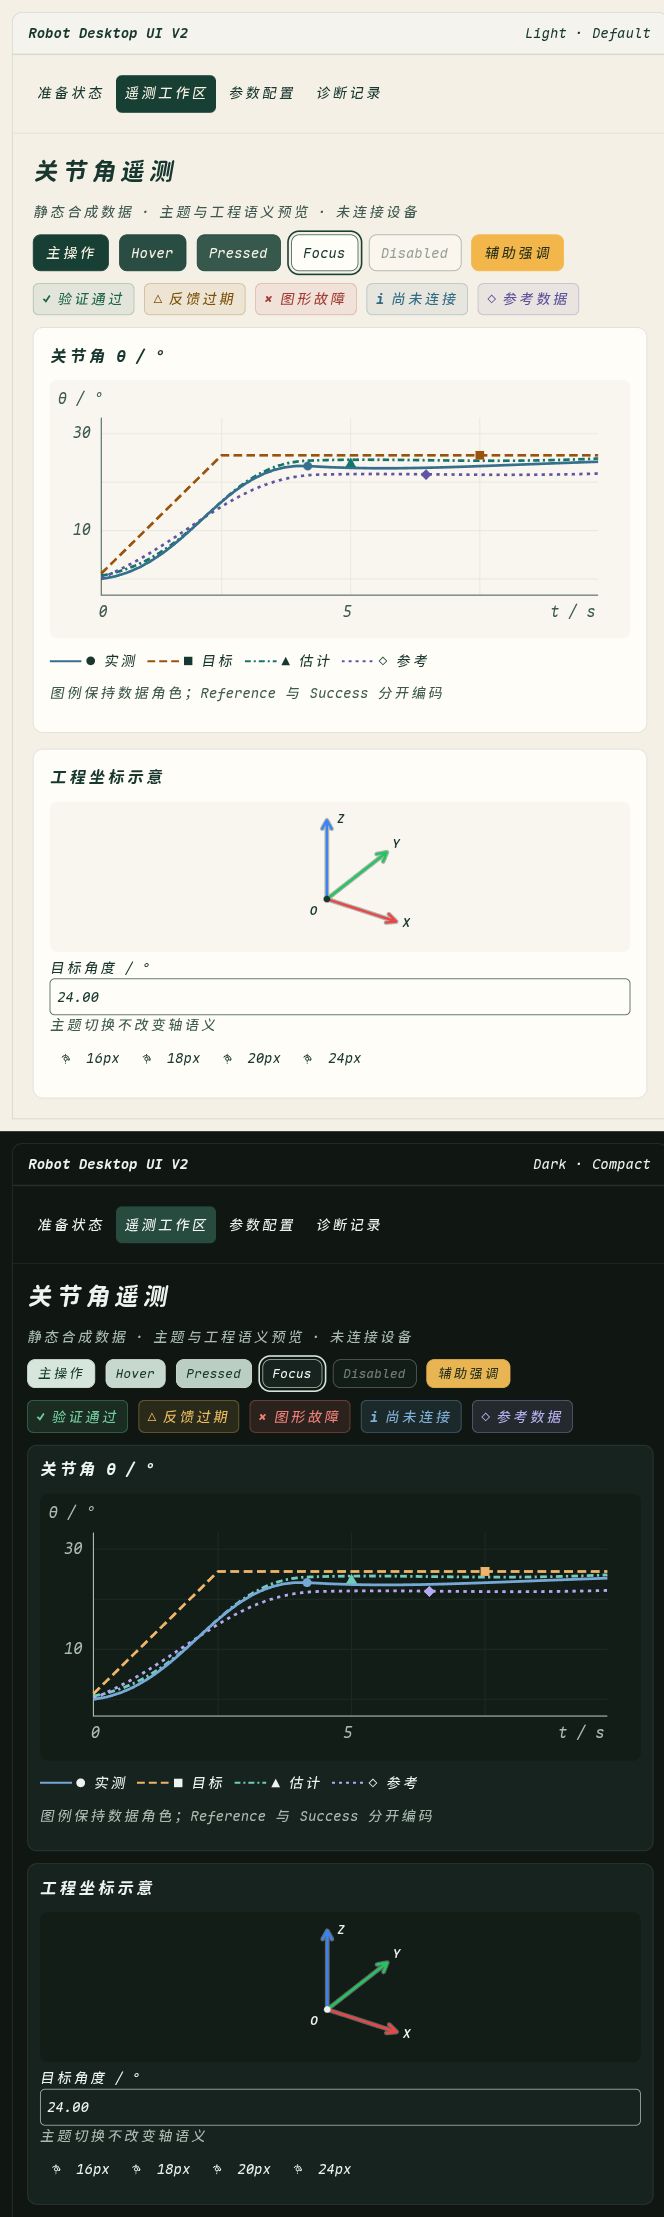 Robot Desktop UI V2 Light · Default
准备状态 遥测工作区 参数配置 诊断记录
关节角遥测
静态合成数据 · 主题与工程语义预览 · 未连接设备
主操作 Hover Pressed Focus Disabled 辅助强调
✓ 验证通过 △ 反馈过期 × 图形故障 i 尚未连接 ◇ 参考数据
关节角 θ / °
θ / °
30
10
0 5 t / s
● 实测 ■ 目标 ▲ 估计 ◇ 参考
图例保持数据角色；Reference 与 Success 分开编码
工程坐标示意
Z
Y
O
X
目标角度 / °
24.00
主题切换不改变轴语义
16px 18px 20px 24px
Robot Desktop UI V2 Dark · Compact
准备状态 遥测工作区 参数配置 诊断记录
关节角遥测
静态合成数据 · 主题与工程语义预览 · 未连接设备
主操作 Hover Pressed Focus Disabled 辅助强调
✓ 验证通过 △ 反馈过期 × 图形故障 i 尚未连接 ◇ 参考数据
关节角 θ / °
θ / °
30
10
0 5 t / s
● 实测 ■ 目标 ▲ 估计 ◇ 参考
图例保持数据角色；Reference 与 Success 分开编码
工程坐标示意
Z
Y
O
X
目标角度 / °
24.00
主题切换不改变轴语义
16px 18px 20px 24px